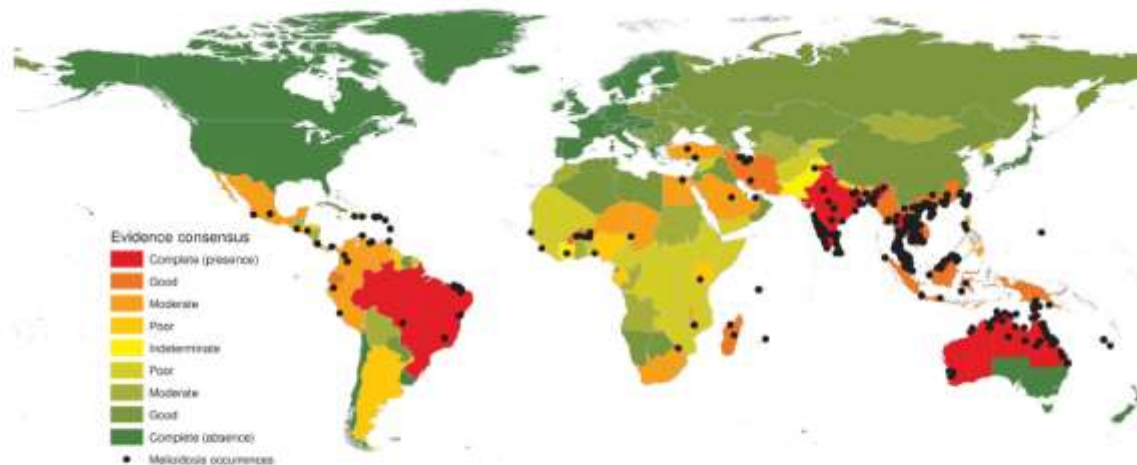 Evidence consensus
Complete (presence)
Good
Moderate
Poor
Indeterminate
Poor
Moderate
Good
Complete (absence)
Melioidosis occurrences